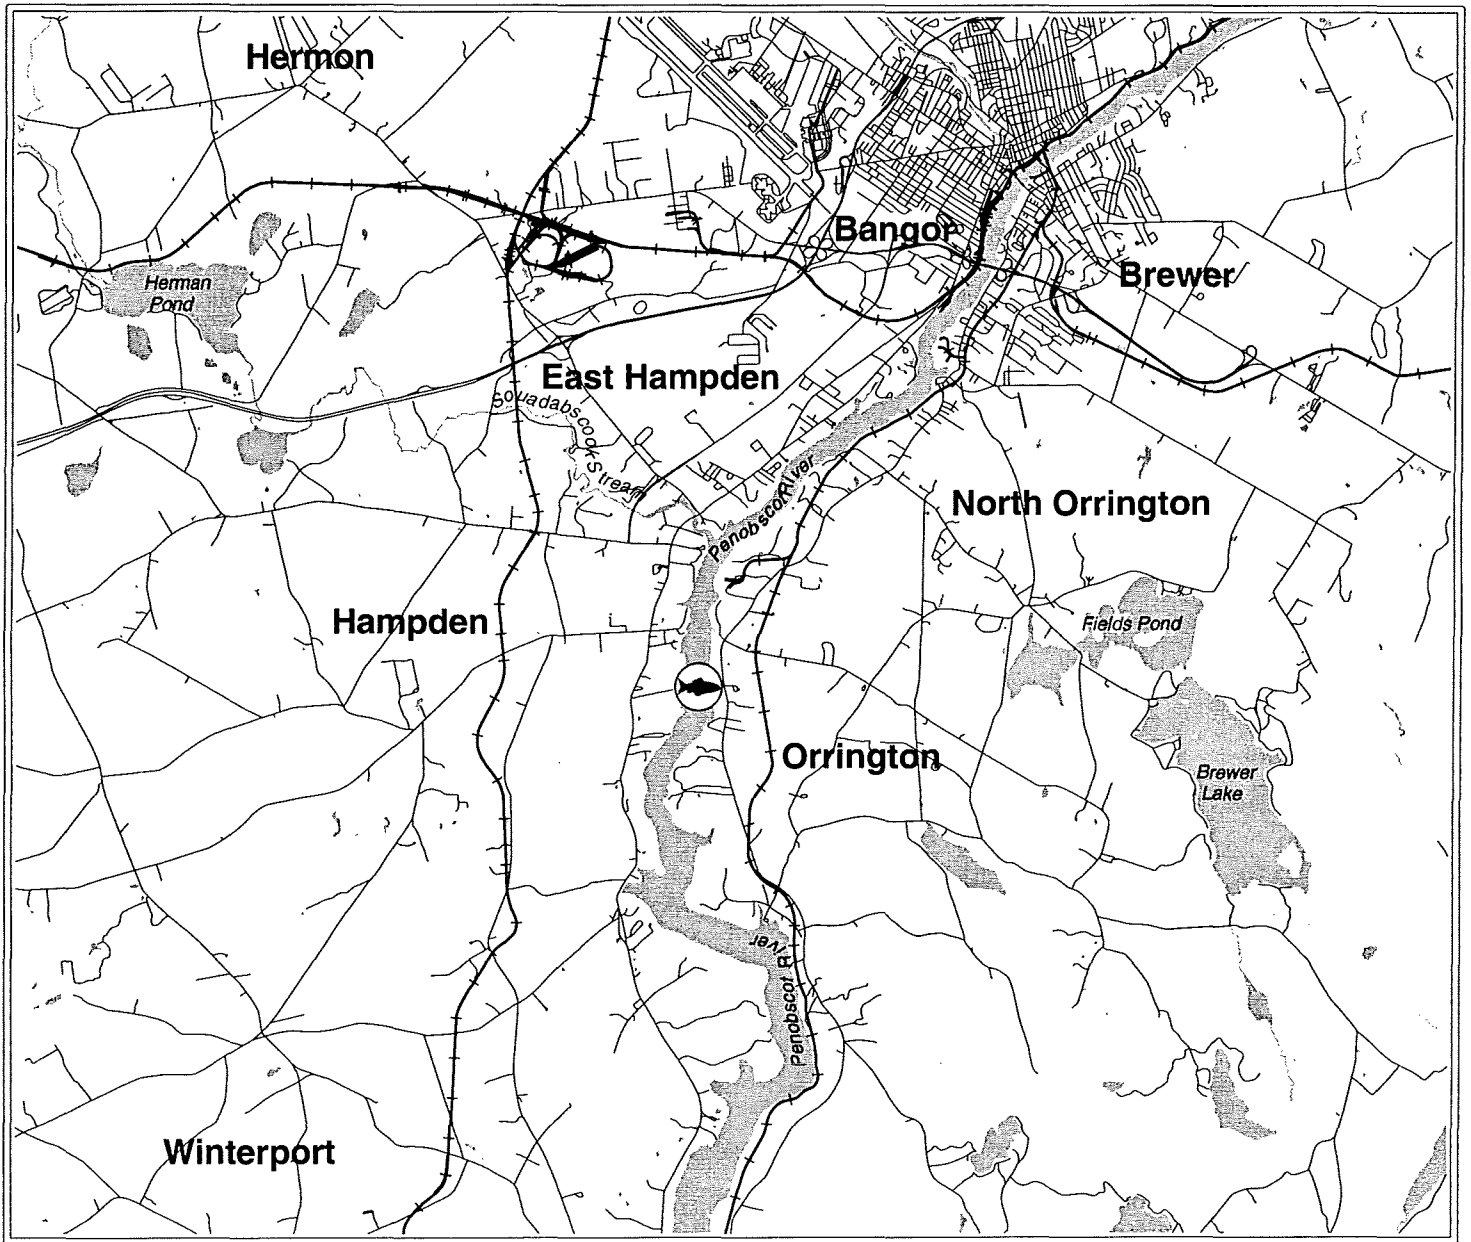 Hermon
Bangor
Brewer
Herman
Pond
East Hampden
Souadabscook Stream
Penobscot River
North Orrington
Hampden
Fields Pond
Orrington
Brewer
Lake
Penobscot River
Winterport